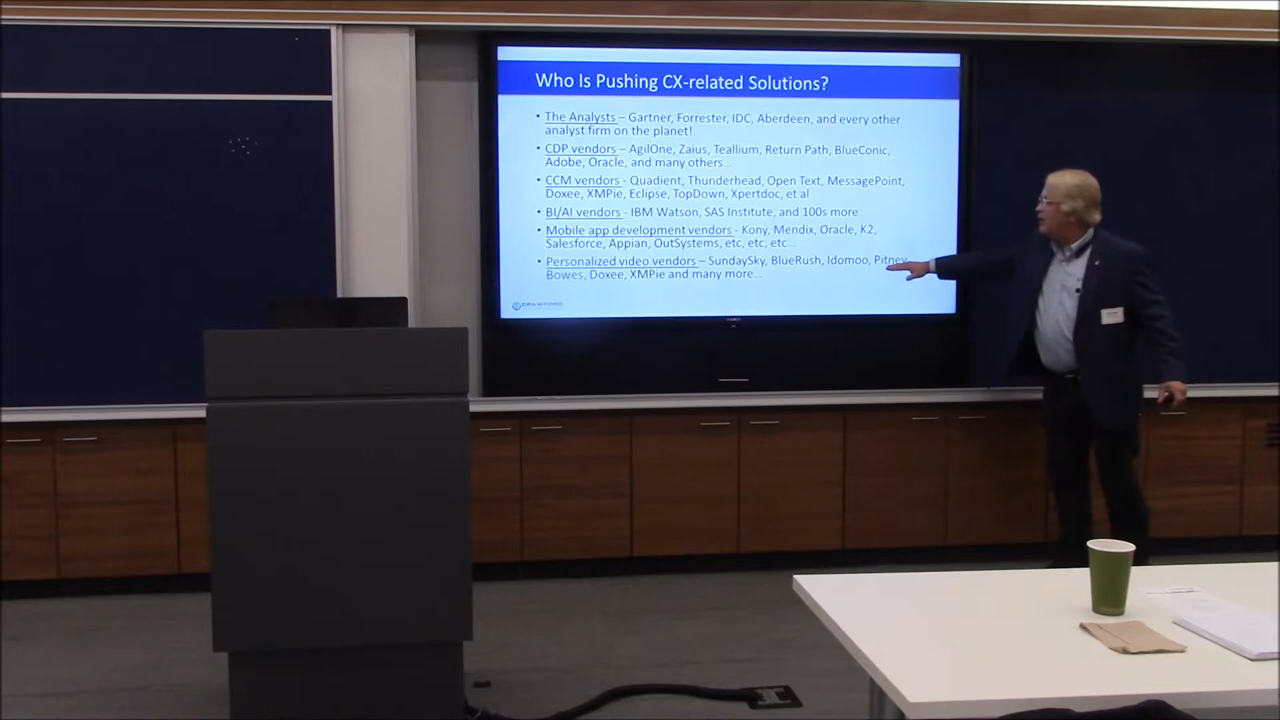 Who Is Pushing CX-related Solutions?
• The Analysts – Gartner, Forrester, IDC, Aberdeen, and every other
analyst firm on the planet!
• CDP vendors – AgilOne, Zaius, Teallium, Return Path, BlueConic,
Adobe, Oracle, and many others...
• CCM vendors - Quadient, Thunderhead, Open Text, MessagePoint,
Doxee, XMPie, Eclipse, TopDown, Xpertdoc, et al
• BI/AI vendors - IBM Watson, SAS Institute, and 100s more
• Mobile app development vendors - Kony, Mendix, Oracle, K2,
Salesforce, Appian, OutSystems, etc, etc, etc...
• Personalized video vendors – SundaySky, BlueRush, Idomoo, Pitney
Bowes, Doxee, XMPie and many more...
CRAWFORD